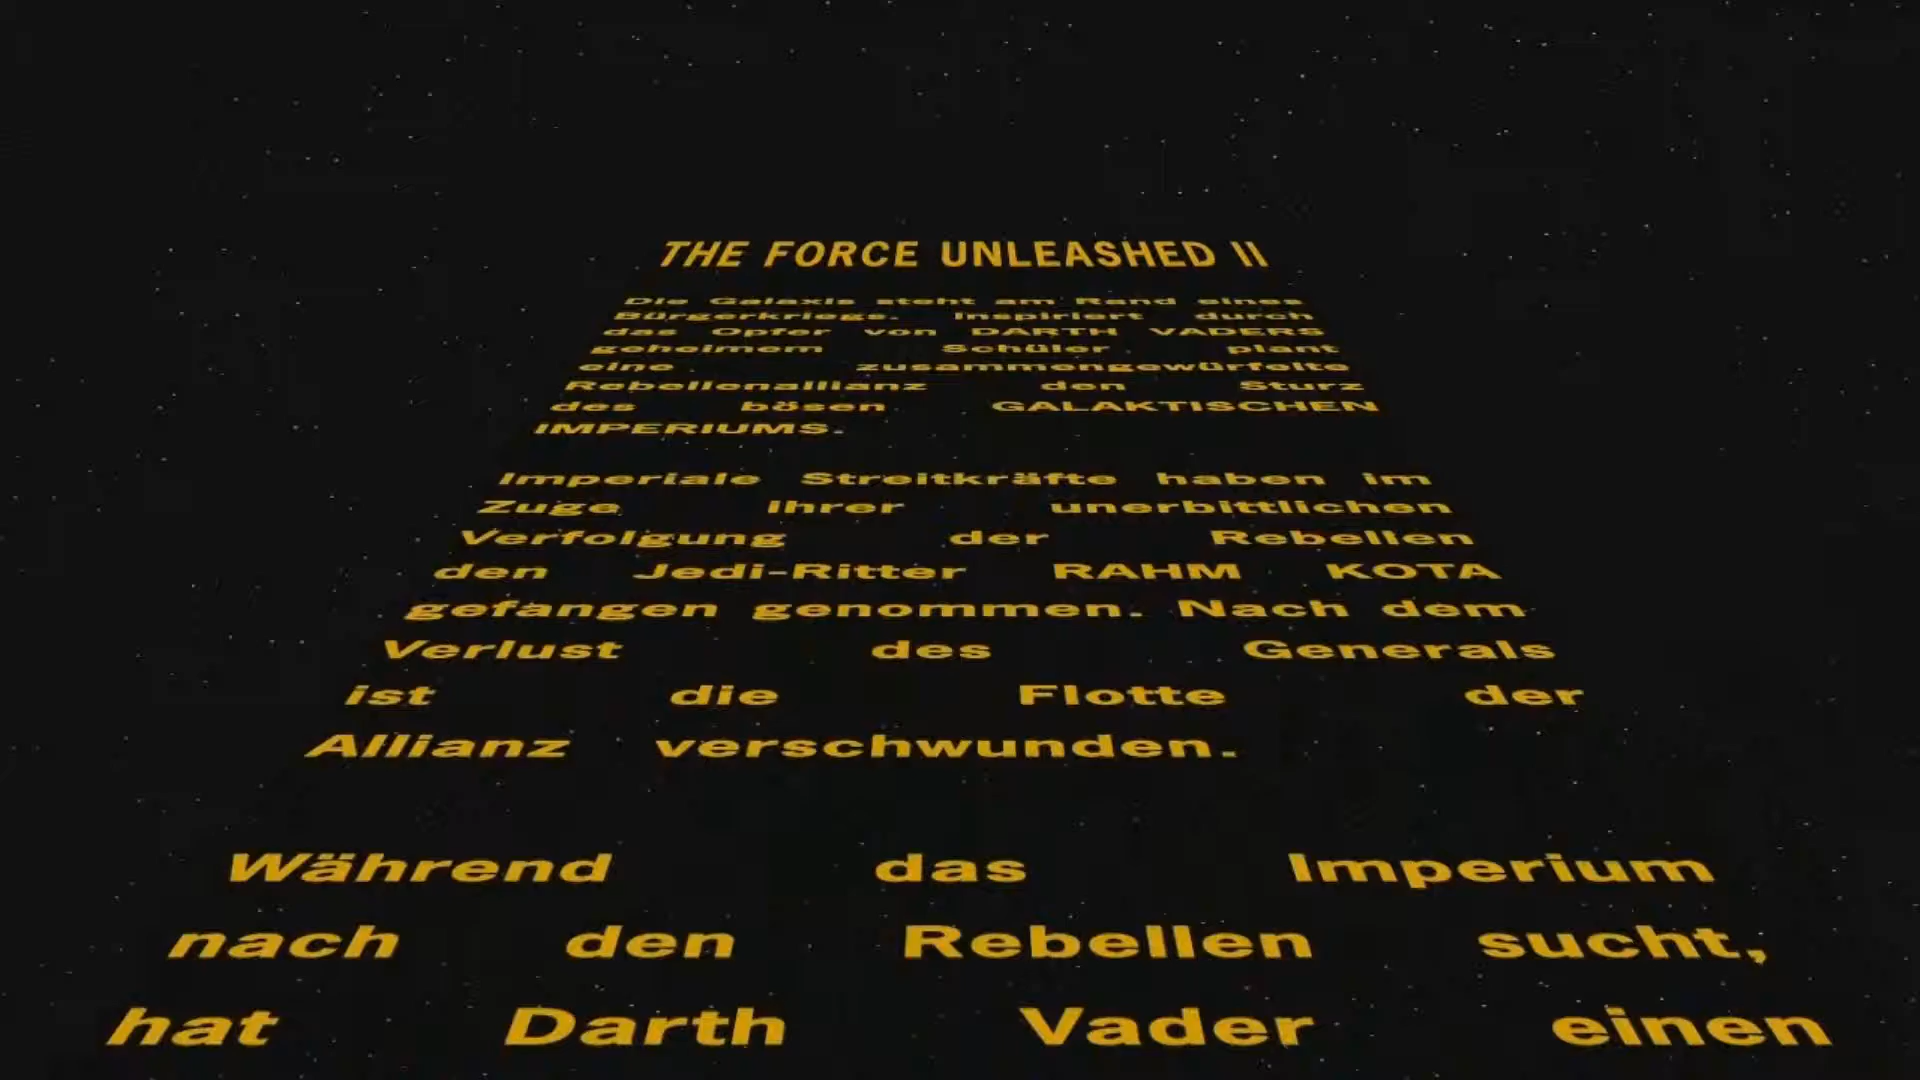 THE FORCE UNLEASHED II
Die Galaxis steht am Rand eines
Bürgerkriegs. Inspiriert durch
das Opfer von DARTH VADERS
geheimem Schüler plant
eine zusammengewürfelte
Rebellenallianz den Sturz
des bösen GALAKTISCHEN
IMPERIUMS.
Imperiale Streitkräfte haben im
Zuge ihrer unerbittlichen
Verfolgung der Rebellen
den Jedi-Ritter RAHM KOTA
gefangen genommen. Nach dem
Verlust des Generals
ist die Flotte der
Allianz verschwunden.
Während das Imperium
nach den Rebellen sucht,
hat Darth Vader einen